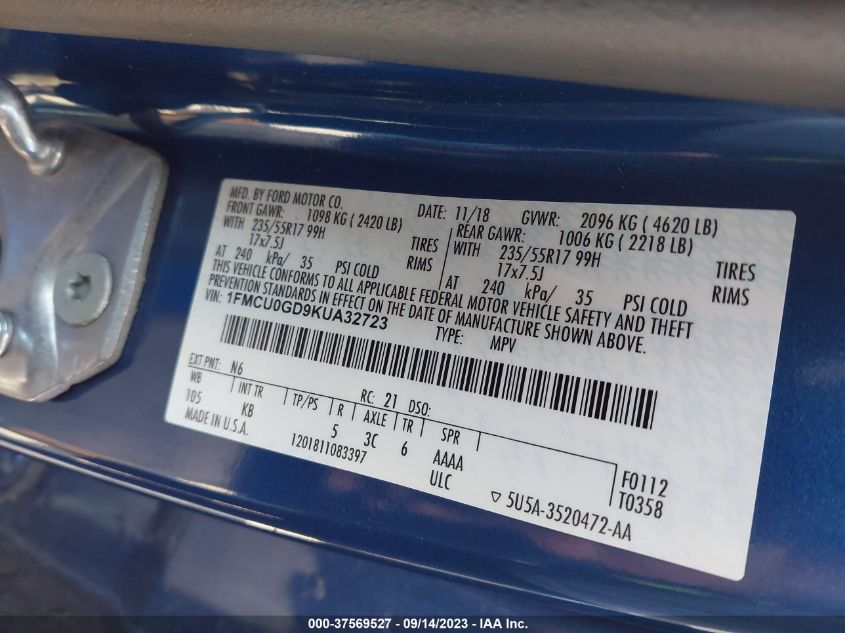 MFD. BY FORD MOTOR CO.
DATE: 11/18 GVWR: 2096 KG ( 4620 LB)
FRONT GAWR: 1098 KG ( 2420 LB)
REAR GAWR: 1006 KG ( 2218 LB)
WITH 235/55R17 99H TIRES
WITH 235/55R17 99H TIRES
17x7.5J RIMS
17x7.5J RIMS
AT 240 kPa/ 35 PSI COLD
AT 240 kPa/ 35 PSI COLD
THIS VEHICLE CONFORMS TO ALL APPLICABLE FEDERAL MOTOR VEHICLE SAFETY AND THEFT
PREVENTION STANDARDS IN EFFECT ON THE DATE OF MANUFACTURE SHOWN ABOVE.
VIN: 1FMCU0GD9KUA32723
TYPE: MPV
EXT PNT: N6 RC: 21 DSO:
WB INT TR TP/PS R AXLE TR SPR
105 KB 5 3C 6 AAAA
F0112
MADE IN U.S.A. ULC T0358
1201811083397
5U5A-3520472-AA
000-37569527 - 09/14/2023 - IAA Inc.